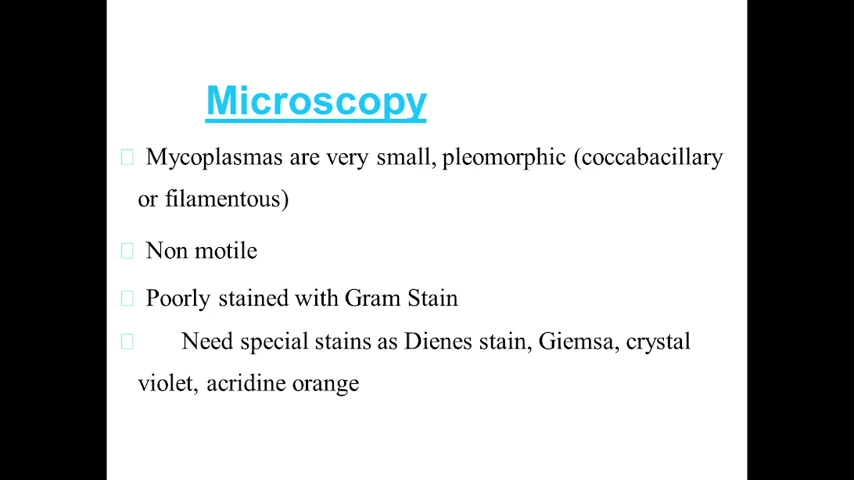 Microscopy
Mycoplasmas are very small, pleomorphic (coccabacillary
or filamentous)
Non motile
Poorly stained with Gram Stain
Need special stains as Dienes stain, Giemsa, crystal
violet, acridine orange